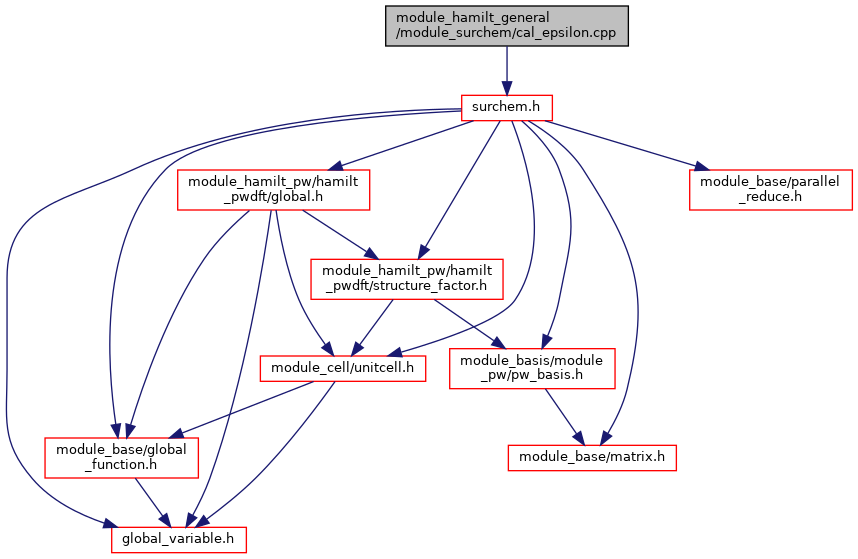 module_hamilt_general
/module_surchem/cal_epsilon.cpp
surchem.h
module_hamilt_pw/hamilt
_pwdft/global.h
module_base/parallel
_reduce.h
module_hamilt_pw/hamilt
_pwdft/structure_factor.h
module_cell/unitcell.h
module_basis/module
_pw/pw_basis.h
module_base/global
_function.h
module_base/matrix.h
global_variable.h